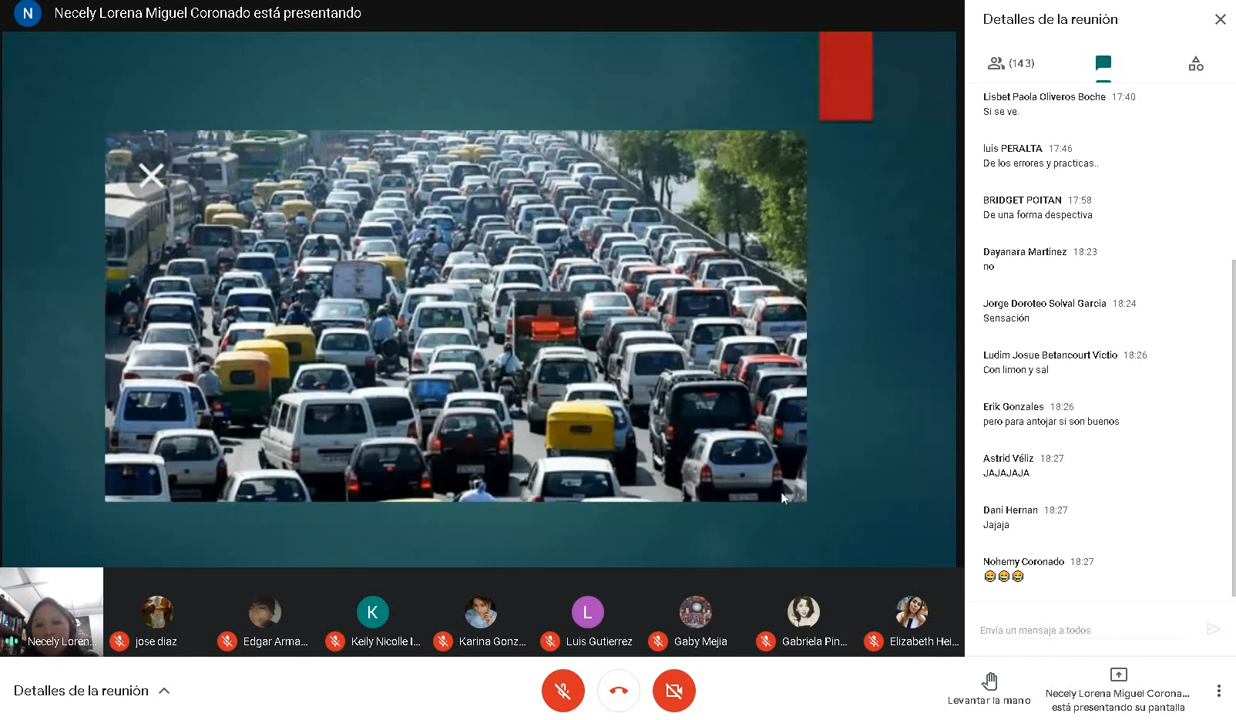 N
Necely Lorena Miguel Coronado está presentando
Detalles de la reunión
(143)
Lisbet Paola Oliveros Boche 17:40
Si se ve.
luis PERALTA 17:46
De los errores y practicas..
BRIDGET POITAN 17:58
De una forma despectiva
Dayanara Martinez 18:23
no
Jorge Doroteo Solval Garcia 18:24
Sensación
Ludim Josue Betancourt Victio 18:26
Con limon y sal
Erik Gonzales 18:26
pero para antojar si son buenos
Astrid Véliz 18:27
JAJAJAJA
Dani Hernan 18:27
Jajaja
Nohemy Coronado 18:27
😂😂😂
Envía un mensaje a todos
K
L
Necely Loren...
jose diaz
Edgar Arma...
Keily Nicolle I...
Karina Gonz...
Luis Gutierrez
Gaby Mejia
Gabriela Pin...
Elizabeth Hei...
Detalles de la reunión
Levantar la mano
Necely Lorena Miguel Corona...
está presentando su pantalla